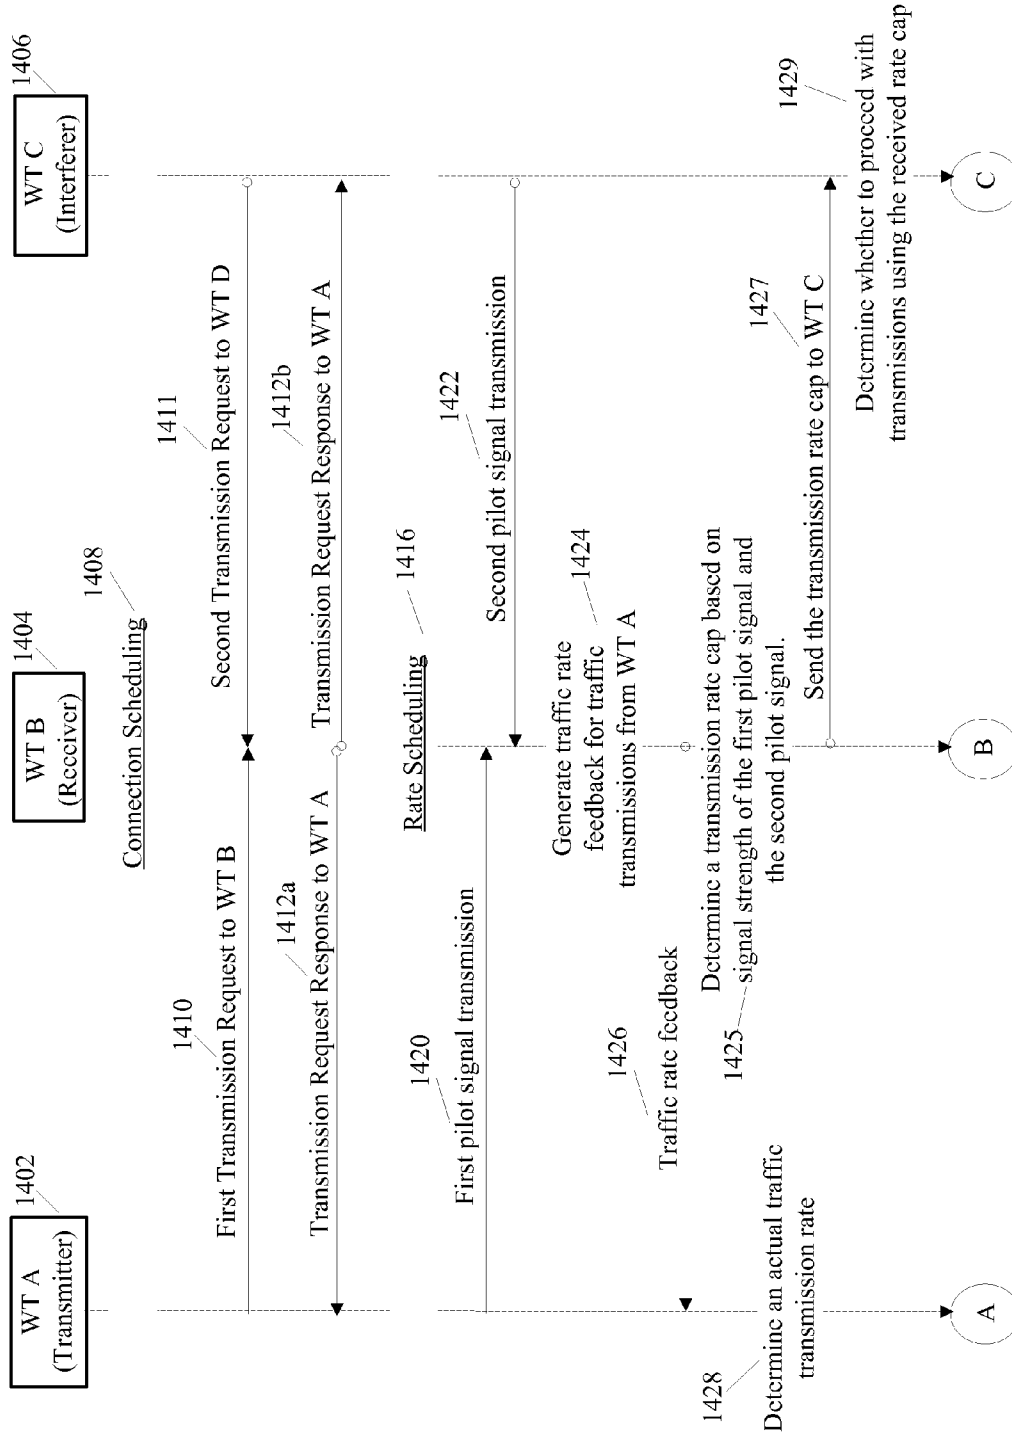 WT A
(Transmitter)
1402
WT B
(Receiver)
1404
WT C
(Interferer)
1406
Connection Scheduling
1408
1410
First Transmission Request to WT B
1411
Second Transmission Request to WT D
1412a
Transmission Request Response to WT A
1412b
Transmission Request Response to WT A
Rate Scheduling
1416
1420
First pilot signal transmission
1422
Second pilot signal transmission
Generate traffic rate
feedback for traffic
transmissions from WT A
1424
1426
Traffic rate feedback
Determine a transmission rate cap based on
signal strength of the first pilot signal and
the second pilot signal.
1425
1427
Send the transmission rate cap to WT C
1428
Determine an actual traffic
transmission rate
1429
Determine whether to proceed with
transmissions using the received rate cap
A
B
C